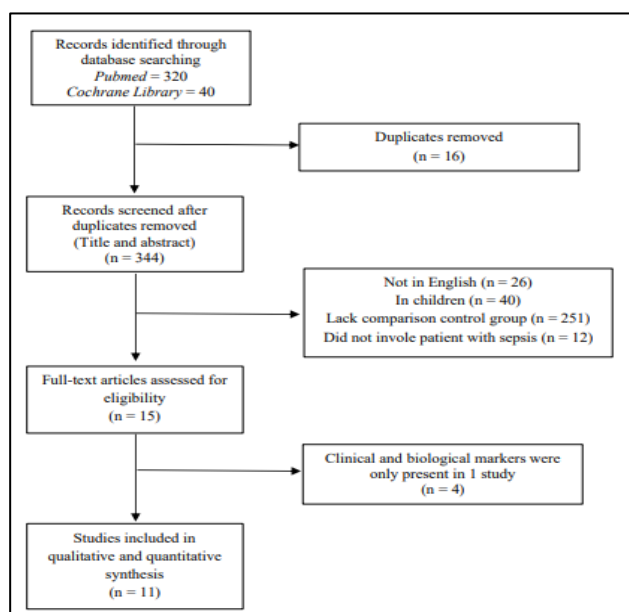 Records identified through
database searching
Pubmed = 320
Cochrane Library = 40
Duplicates removed
(n = 16)
Records screened after
duplicates removed
(Title and abstract)
(n = 344)
Not in English (n = 26)
In children (n = 40)
Lack comparison control group (n = 251)
Did not invole patient with sepsis (n = 12)
Full-text articles assessed for
eligibility
(n = 15)
Clinical and biological markers were
only present in 1 study
(n = 4)
Studies included in
qualitative and quantitative
synthesis
(n = 11)